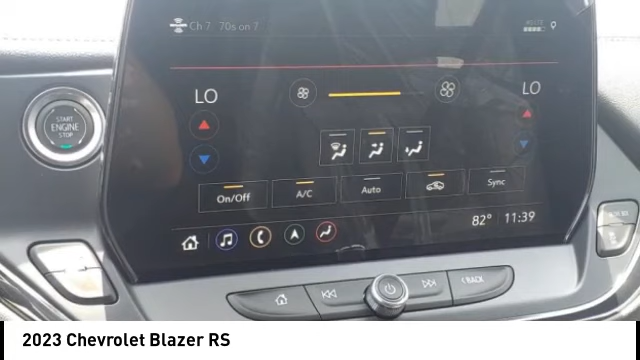 Ch 7 70s on 7
LO
LO
START
ENGINE
STOP
On/Off
A/C
Auto
Sync
82° 11:39
BACK
2023 Chevrolet Blazer RS